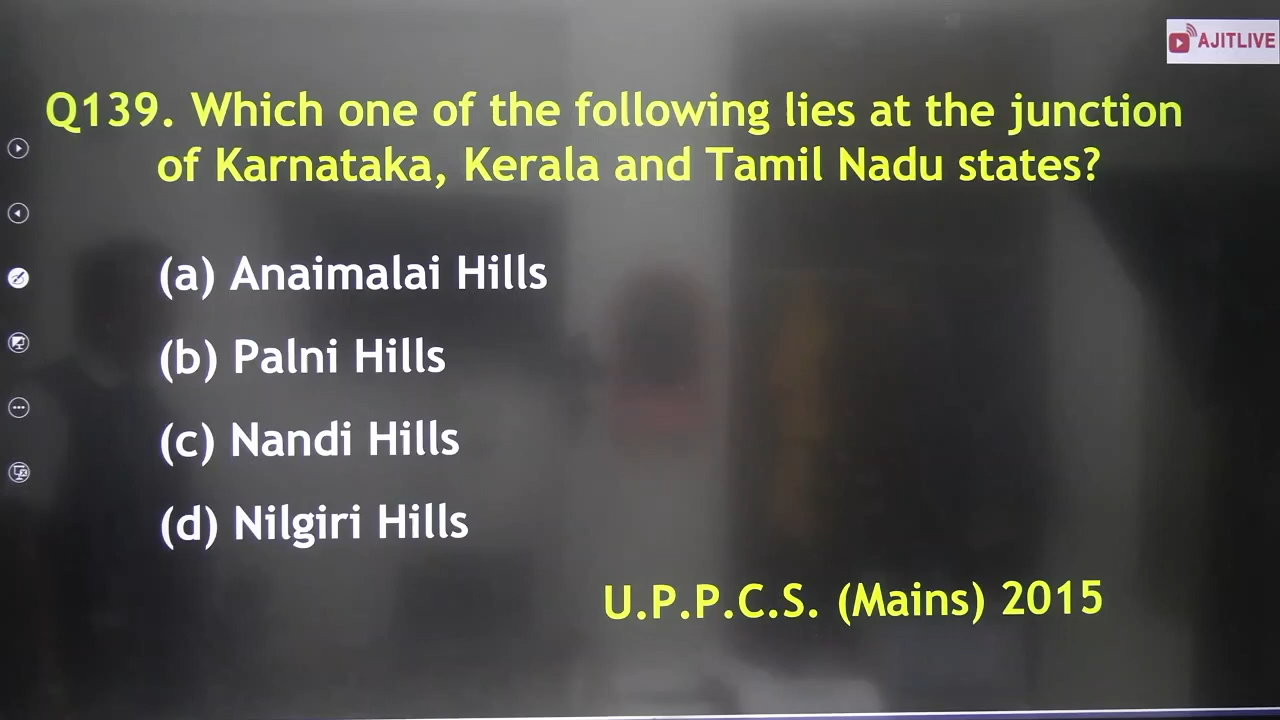 AJITLIVE
Q139. Which one of the following lies at the junction
of Karnataka, Kerala and Tamil Nadu states?
(a) Anaimalai Hills
(b) Palni Hills
(c) Nandi Hills
(d) Nilgiri Hills
U.P.P.C.S. (Mains) 2015